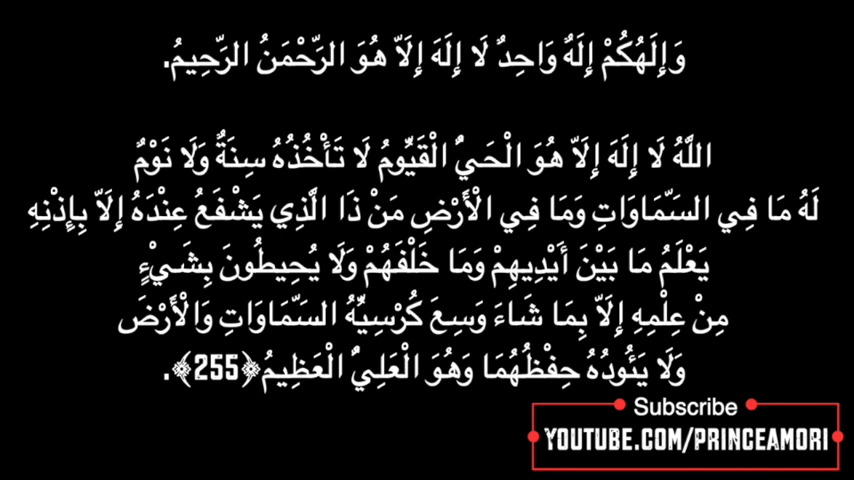 وَإِلَهُكُمْ إِلَهٌ وَاحِدٌ لَا إِلَهَ إِلَّا هُوَ الرَّحْمَنُ الرَّحِيمُ.
اللَّهُ لَا إِلَهَ إِلَّا هُوَ الْحَيُّ الْقَيُّومُ لَا تَأْخُذُهُ سِنَةٌ وَلَا نَوْمٌ
لَهُ مَا فِي السَّمَاوَاتِ وَمَا فِي الْأَرْضِ مَنْ ذَا الَّذِي يَشْفَعُ عِنْدَهُ إِلَّا بِإِذْنِهِ
يَعْلَمُ مَا بَيْنَ أَيْدِيهِمْ وَمَا خَلْفَهُمْ وَلَا يُحِيطُونَ بِشَيْءٍ
مِنْ عِلْمِهِ إِلَّا بِمَا شَاءَ وَسِعَ كُرْسِيُّهُ السَّمَاوَاتِ وَالْأَرْضَ
وَلَا يَئُودُهُ حِفْظُهُمَا وَهُوَ الْعَلِيُّ الْعَظِيمُ﴿255﴾.
Subscribe
YOUTUBE.COM/PRINCEAMORI